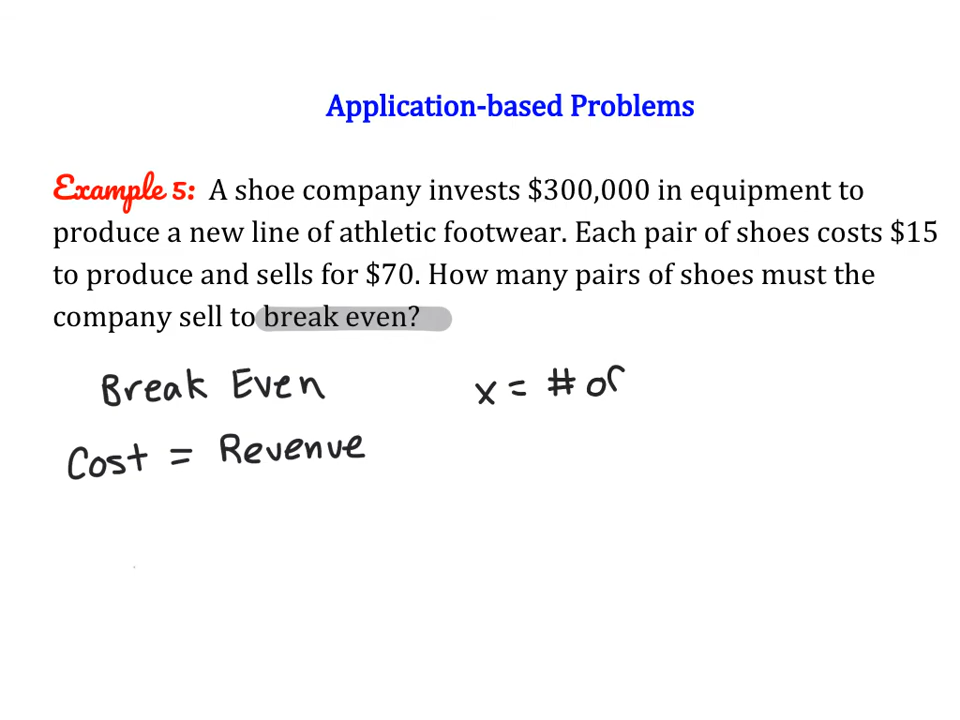 Application-based Problems
Example 5: A shoe company invests $300,000 in equipment to
produce a new line of athletic footwear. Each pair of shoes costs $15
to produce and sells for $70. How many pairs of shoes must the
company sell to break even?
Break Even x = # of
Cost = Revenue